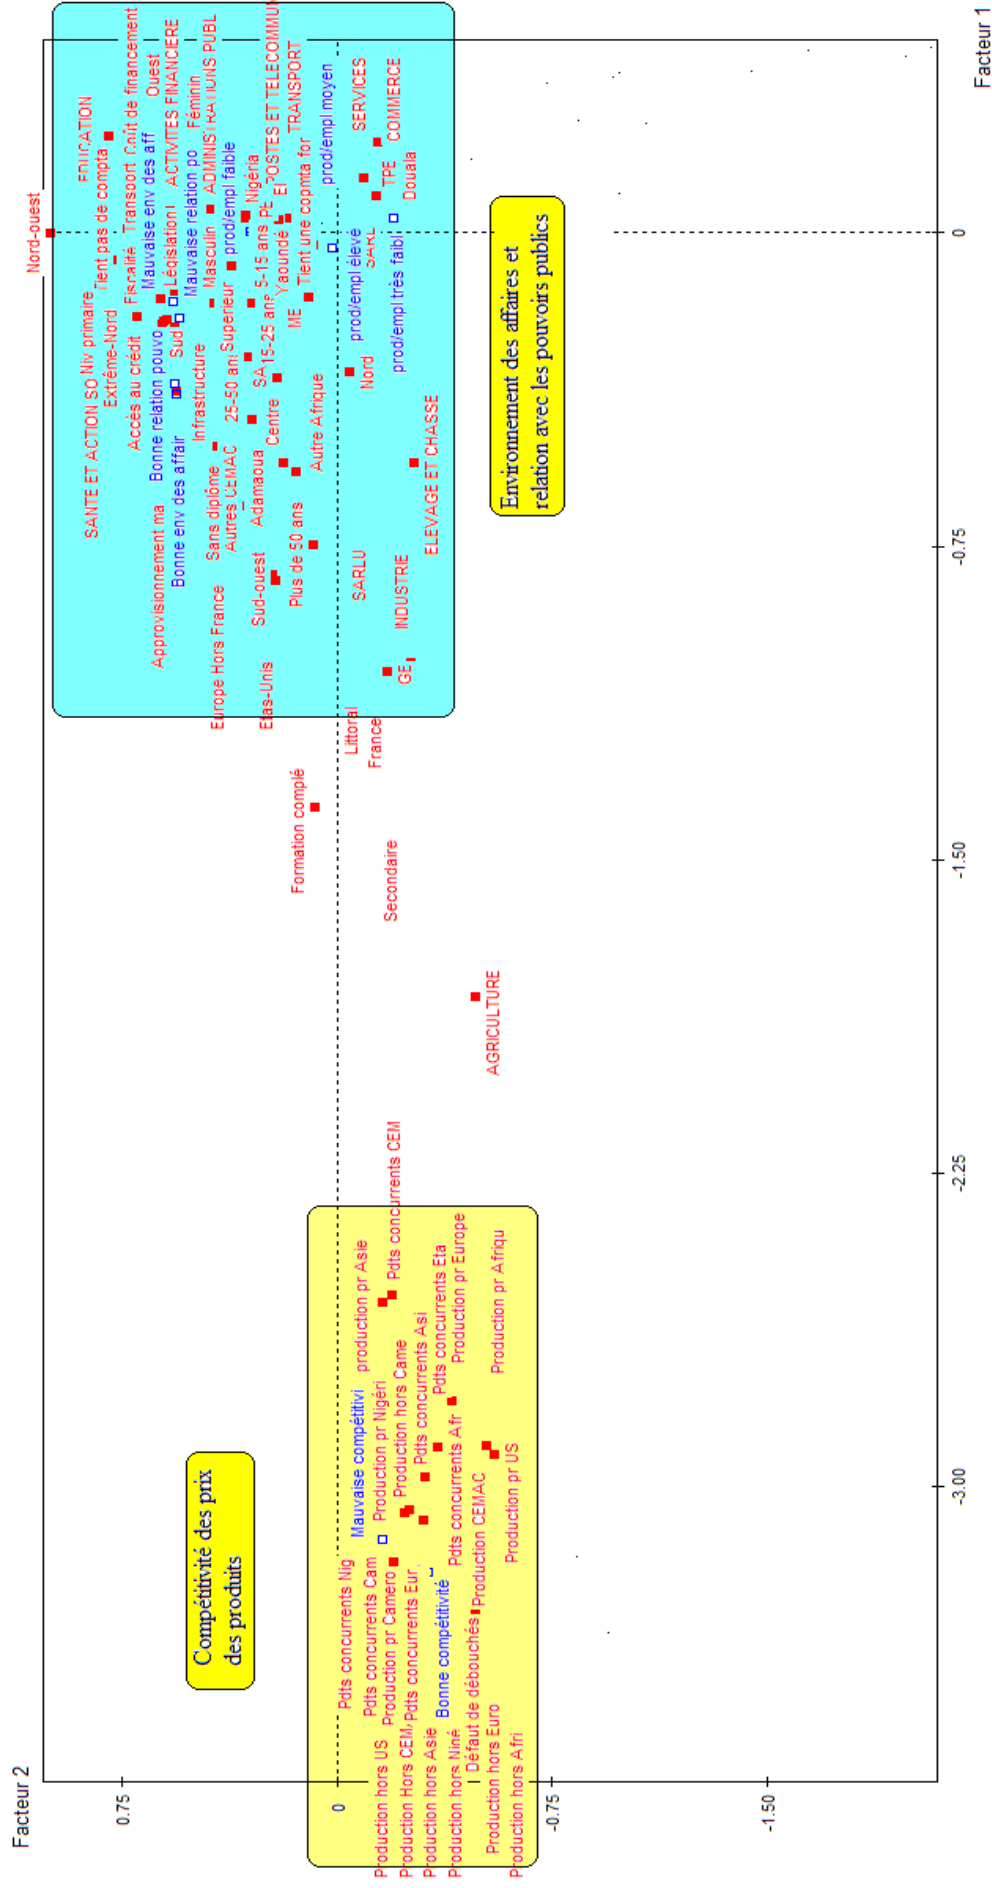 Facteur 2
0.75
0
-0.75
-1.50
-3.00
-2.25
-1.50
-0.75
0
Facteur 1
Compétitivité des prix
des produits
Environnement des affaires et
relation avec les pouvoirs publics
Nord-ouest
EDUCATION
SANTE ET ACTION SO
Niv primaire
Tient pas de compta
Extrême-Nord
Accès au crédit
Fiscalité
Transport
Coût de financement
Mauvaise env des aff
Ouest
Approvisionnement ma
Bonne relation pouvo
Législation
ACTIVITES FINANCIERE
Bonne env des affair
Sud
Mauvaise relation po
Féminin
Infrastructure
Masculin
ADMINISTRATIONS PUBL
Europe Hors France
Sans diplôme
25-50 an
Superieur
prod/empl faible
Autres CEMAC
Nigéria
Sud-ouest
Adamaoua
SA
15-25 ans
5-15 ans
PE
POSTES ET TELECOMMUN
Etas-Unis
Centre
Yaoundé
EI
TRANSPORT
Plus de 50 ans
ME
Tient une compta for
Autre Afrique
prod/empl moyen
Formation complé
Littoral
SARLU
prod/empl élevé
SERVICES
France
Nord
SARL
TPE
COMMERCE
Secondaire
GE
INDUSTRIE
prod/empl très faibl
Douala
ELEVAGE ET CHASSE
AGRICULTURE
Pdts concurrents Nig
Mauvaise compétitivi
production pr Asie
Pdts concurrents Cam
Production pr Nigéri
Pdts concurrents CEM
Production hors US
Production pr Camero
Production hors Came
Production Hors CEM
Pdts concurrents Eur
Pdts concurrents Asi
Production hors Asie
Bonne compétitivité
Pdts concurrents Eta
Production hors Nigé
Pdts concurrents Afr
Production pr Europe
Défaut de débouchés
Production CEMAC
Production hors Euro
Production pr Afriqu
Production hors Afri
Production pr US